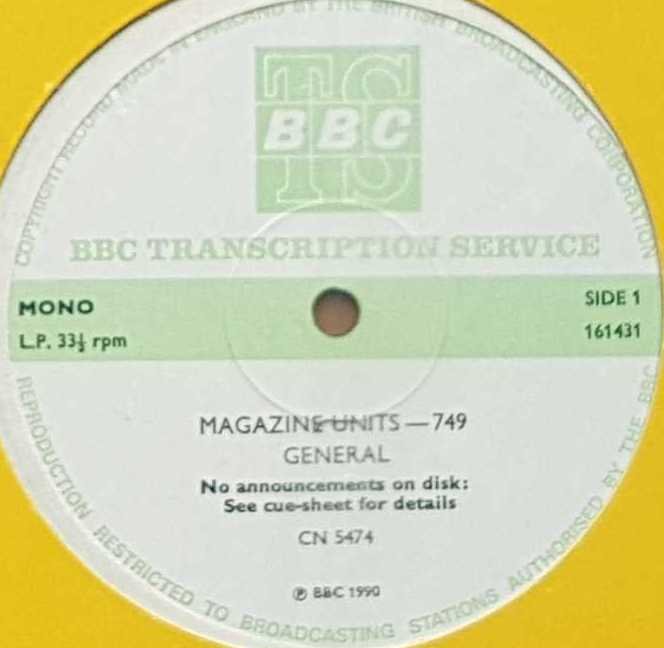 COPYRIGHT RECORD MADE IN ENGLAND BY THE BRITISH BROADCASTING CORPORATION
TS
BBC
BBC TRANSCRIPTION SERVICE
MONO
SIDE 1
L.P. 33⅓ rpm
161431
MAGAZINE UNITS — 749
GENERAL
No announcements on disk:
See cue-sheet for details
CN 5474
℗ BBC 1990
REPRODUCTION RESTRICTED TO BROADCASTING STATIONS AUTHORISED BY THE BBC